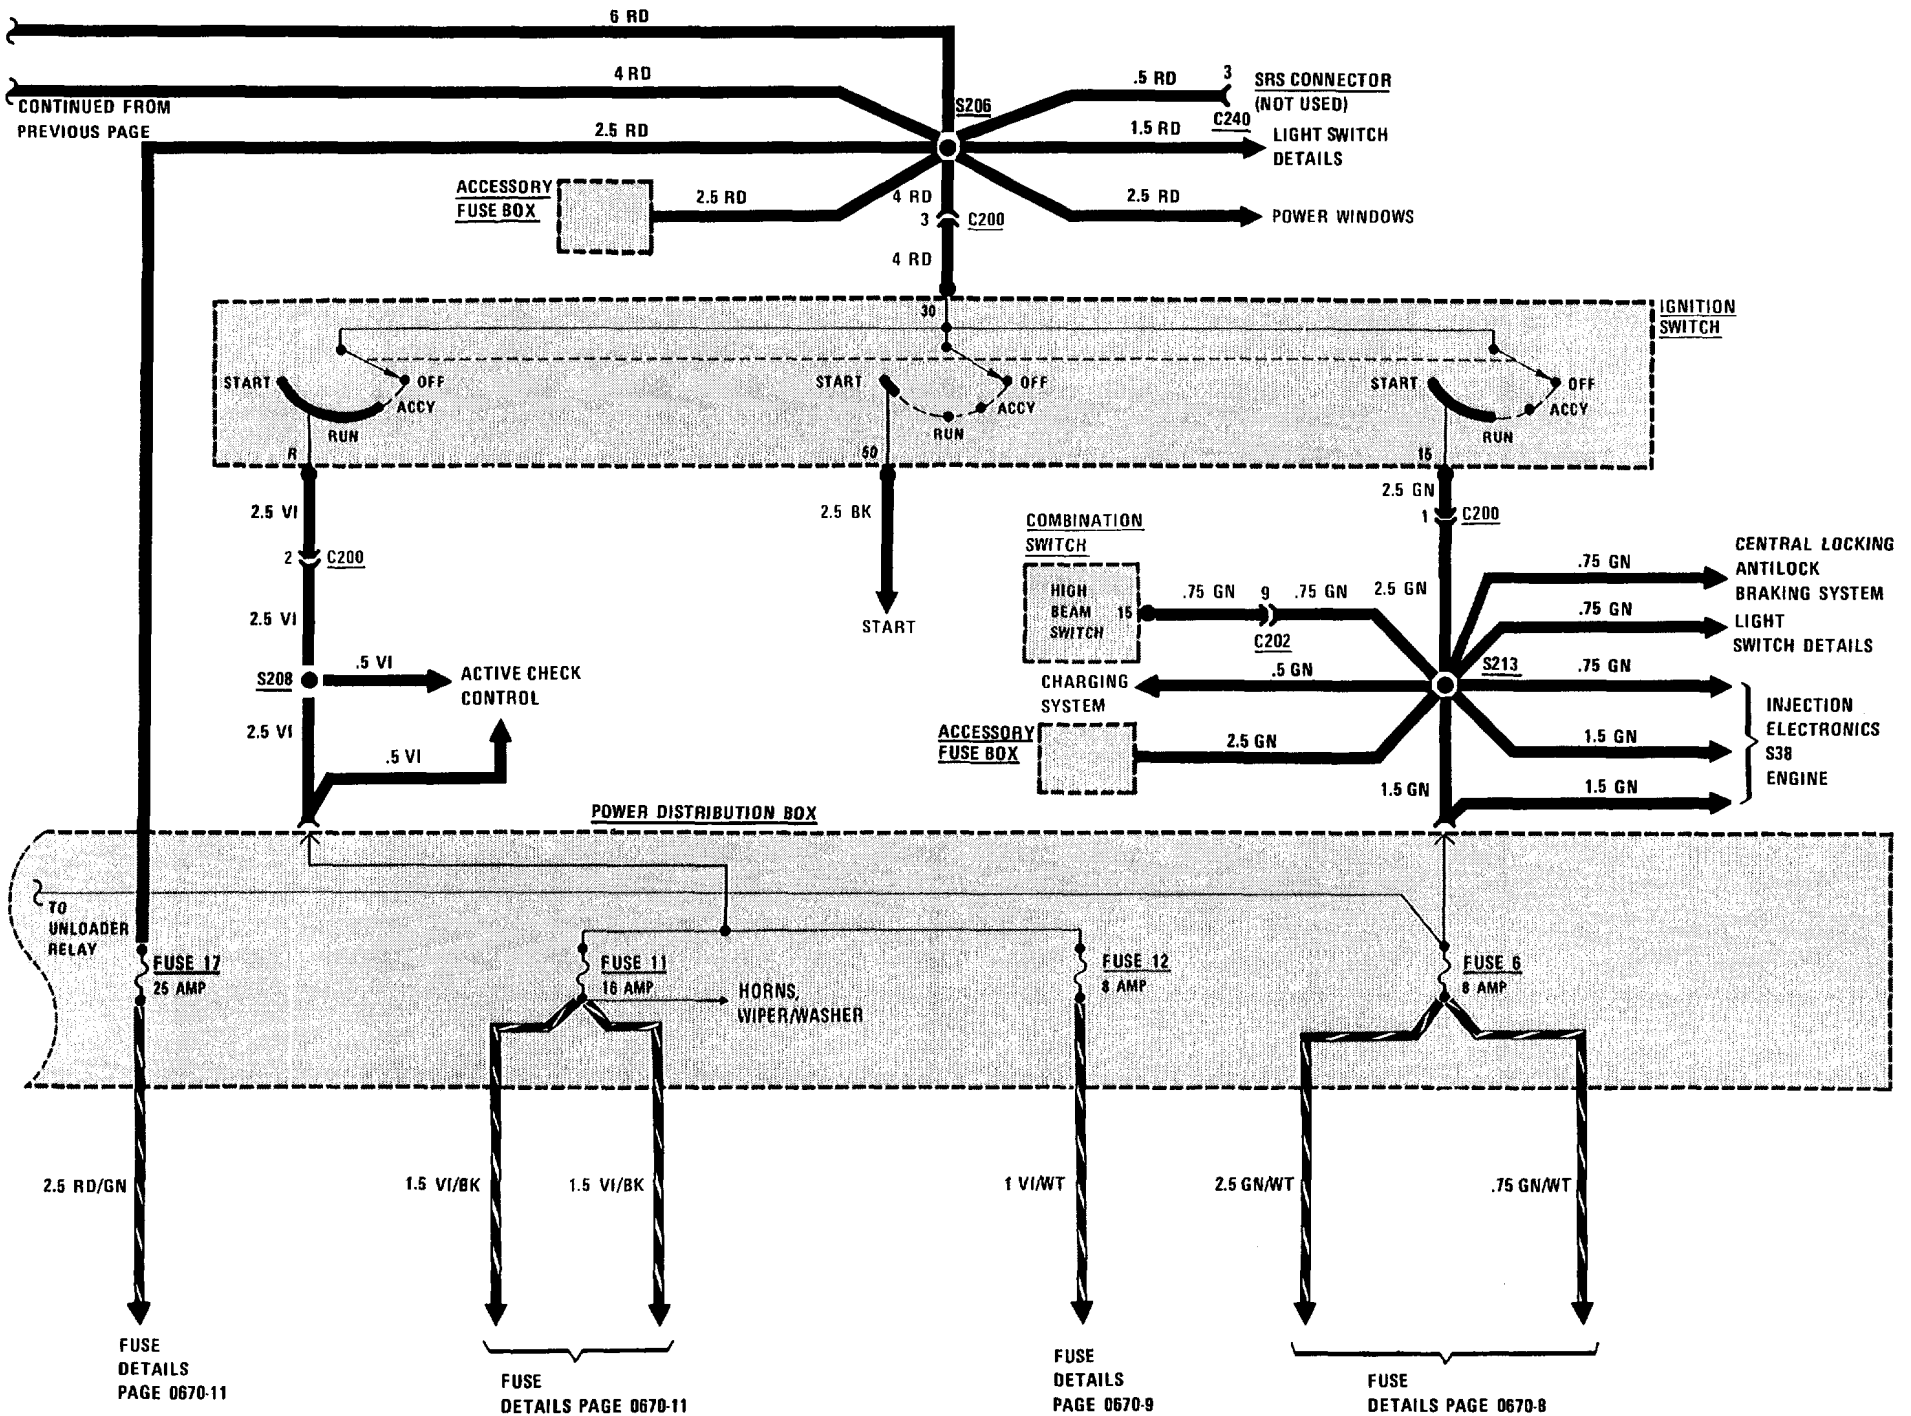 6 RD
4 RD
.5 RD
3
SRS CONNECTOR
(NOT USED)
CONTINUED FROM
PREVIOUS PAGE
S206
C240
2.5 RD
1.5 RD
LIGHT SWITCH
DETAILS
ACCESSORY
FUSE BOX
2.5 RD
4 RD
2.5 RD
3
C200
POWER WINDOWS
4 RD
30
IGNITION
SWITCH
START
OFF
ACCY
RUN
START
OFF
ACCY
RUN
START
OFF
ACCY
RUN
R
50
15
2.5 VI
2.5 BK
2.5 GN
1
C200
2
C200
COMBINATION
SWITCH
HIGH
BEAM
SWITCH
15
.75 GN
9
.75 GN
2.5 GN
C202
.75 GN
CENTRAL LOCKING
ANTILOCK
BRAKING SYSTEM
2.5 VI
START
.75 GN
LIGHT
SWITCH DETAILS
S208
.5 VI
ACTIVE CHECK
CONTROL
CHARGING
SYSTEM
.5 GN
S213
.75 GN
2.5 VI
.5 VI
ACCESSORY
FUSE BOX
2.5 GN
1.5 GN
INJECTION
ELECTRONICS
S38
ENGINE
1.5 GN
1.5 GN
POWER DISTRIBUTION BOX
TO
UNLOADER
RELAY
FUSE 17
25 AMP
FUSE 11
16 AMP
HORNS,
WIPER/WASHER
FUSE 12
8 AMP
FUSE 6
8 AMP
2.5 RD/GN
1.5 VI/BK
1.5 VI/BK
1 VI/WT
2.5 GN/WT
.75 GN/WT
FUSE
DETAILS
PAGE 0670-11
FUSE
DETAILS PAGE 0670-11
FUSE
DETAILS
PAGE 0670-9
FUSE
DETAILS PAGE 0670-8